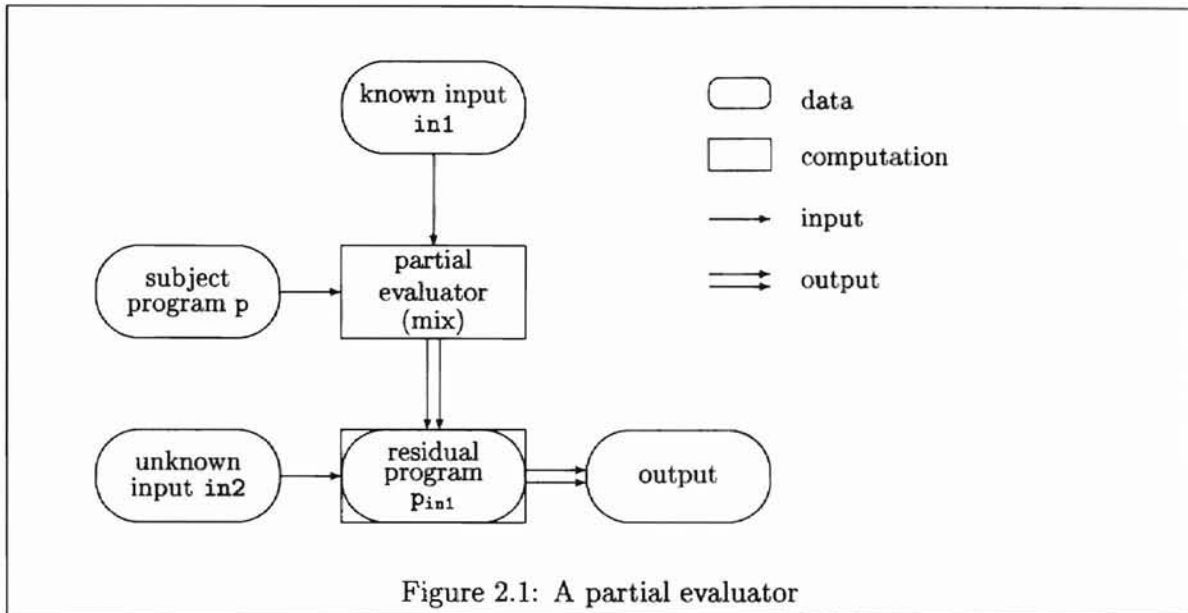 known input
in1
data
computation
input
output
subject
program p
partial
evaluator
(mix)
unknown
input in2
residual
program
p_in1
output
Figure 2.1: A partial evaluator